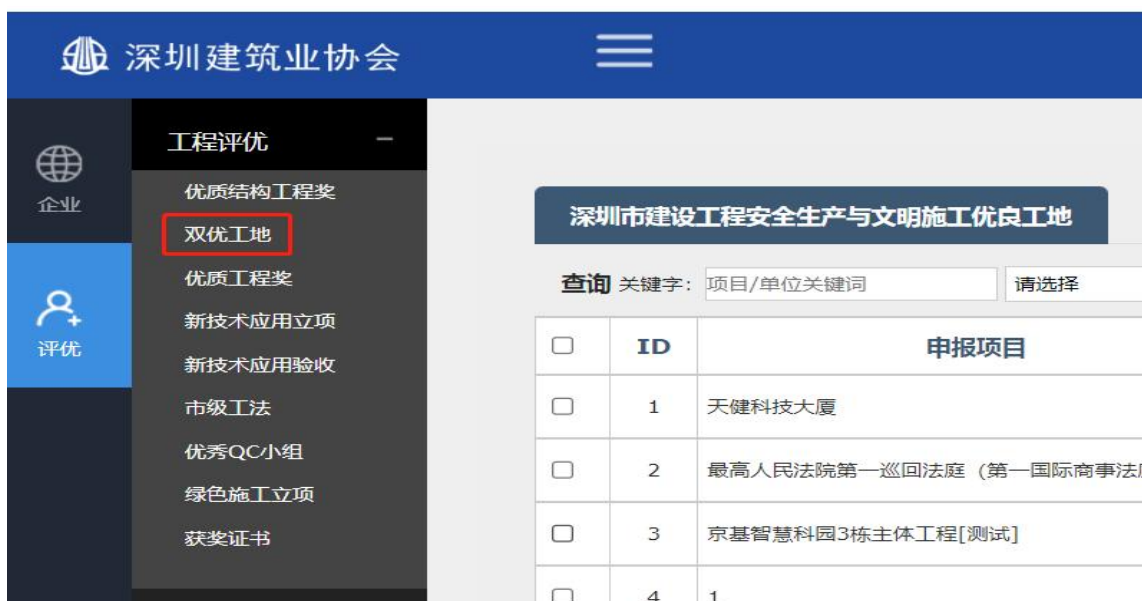 深圳建筑业协会
企业
评优
工程评优
优质结构工程奖
双优工地
优质工程奖
新技术应用立项
新技术应用验收
市级工法
优秀QC小组
绿色施工立项
获奖证书
深圳市建设工程安全生产与文明施工优良工地
查询 关键字: 项目/单位关键词 请选择
ID 申报项目
1 天健科技大厦
2 最高人民法院第一巡回法庭（第一国际商事法
3 京基智慧科园3栋主体工程[测试]
4 1